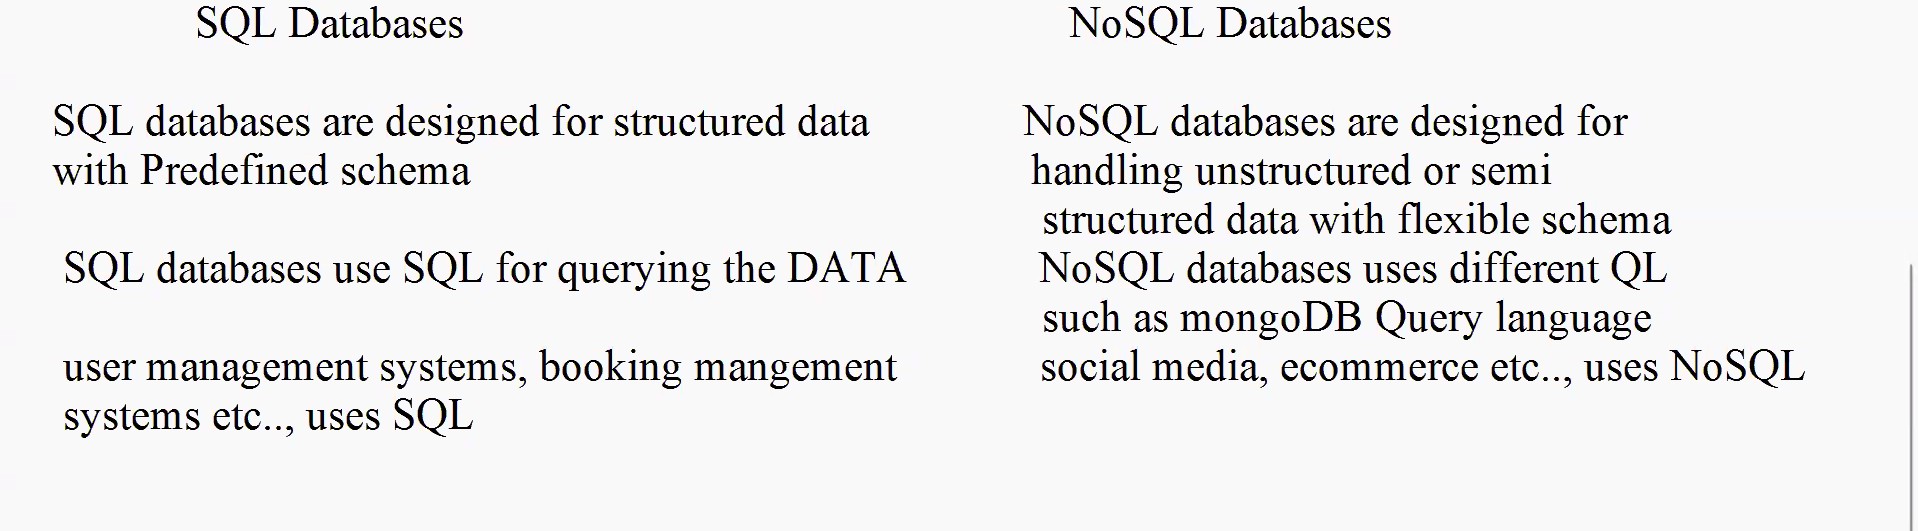 SQL Databases
SQL databases are designed for structured data
with Predefined schema
SQL databases use SQL for querying the DATA
user management systems, booking mangement
systems etc.., uses SQL
NoSQL Databases
NoSQL databases are designed for
handling unstructured or semi
structured data with flexible schema
NoSQL databases uses different QL
such as mongoDB Query language
social media, ecommerce etc.., uses NoSQL